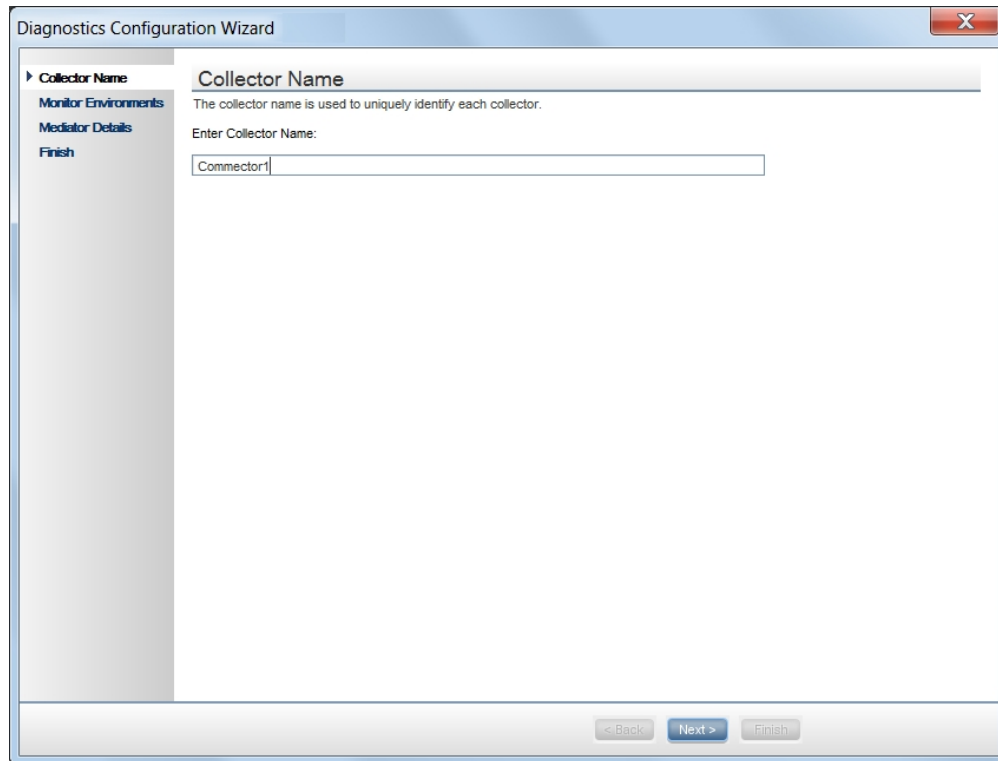 Diagnostics Configuration Wizard
X
Collector Name
Monitor Environments
Mediator Details
Finish
Collector Name
The collector name is used to uniquely identify each collector.
Enter Collector Name:
Commector1
< Back
Next >
Finish